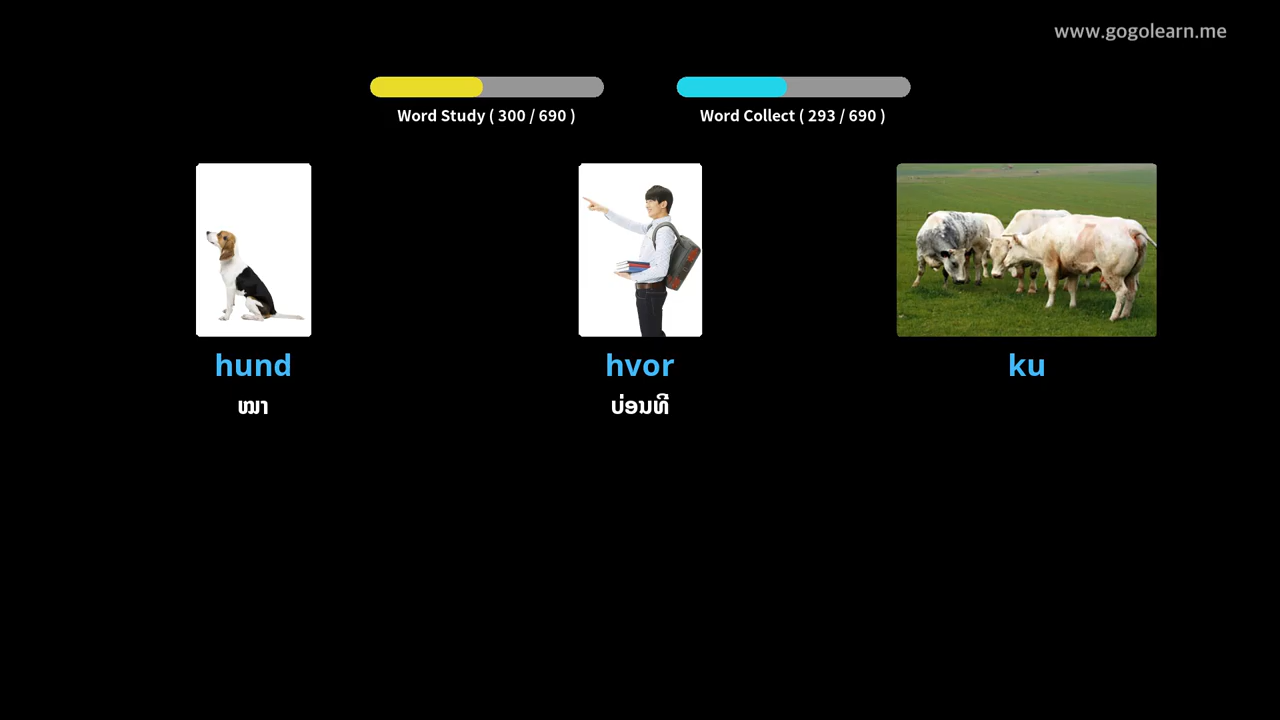 www.gogolearn.me
Word Study ( 300 / 690 )
Word Collect ( 293 / 690 )
hund
hvor
ku
ໝາ
ບ່ອນທີ່